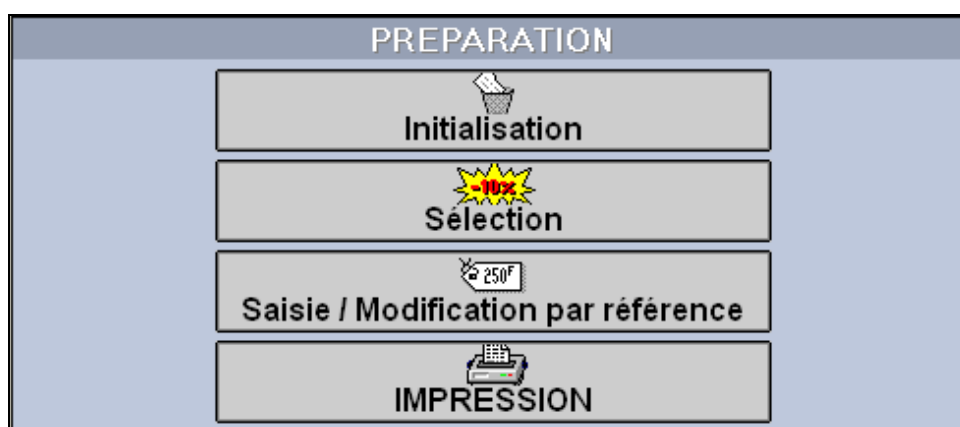 PREPARATION
Initialisation
-10%
Sélection
250F
Saisie / Modification par référence
IMPRESSION